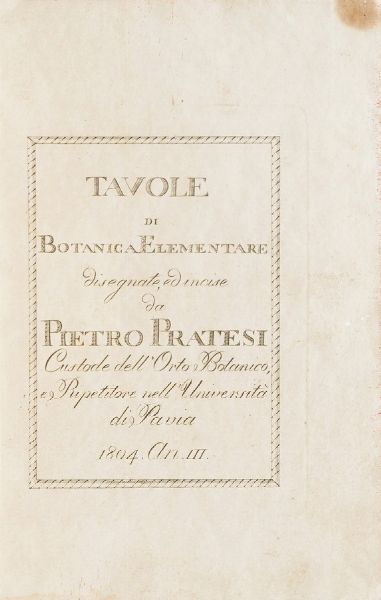 TAVOLE
DI
BOTANICA ELEMENTARE
disegnate, ed incise
da
PIETRO PRATESI
Custode dell'Orto Botanico,
e Ripetitore nell'Università
di Pavia
1804. An. III.